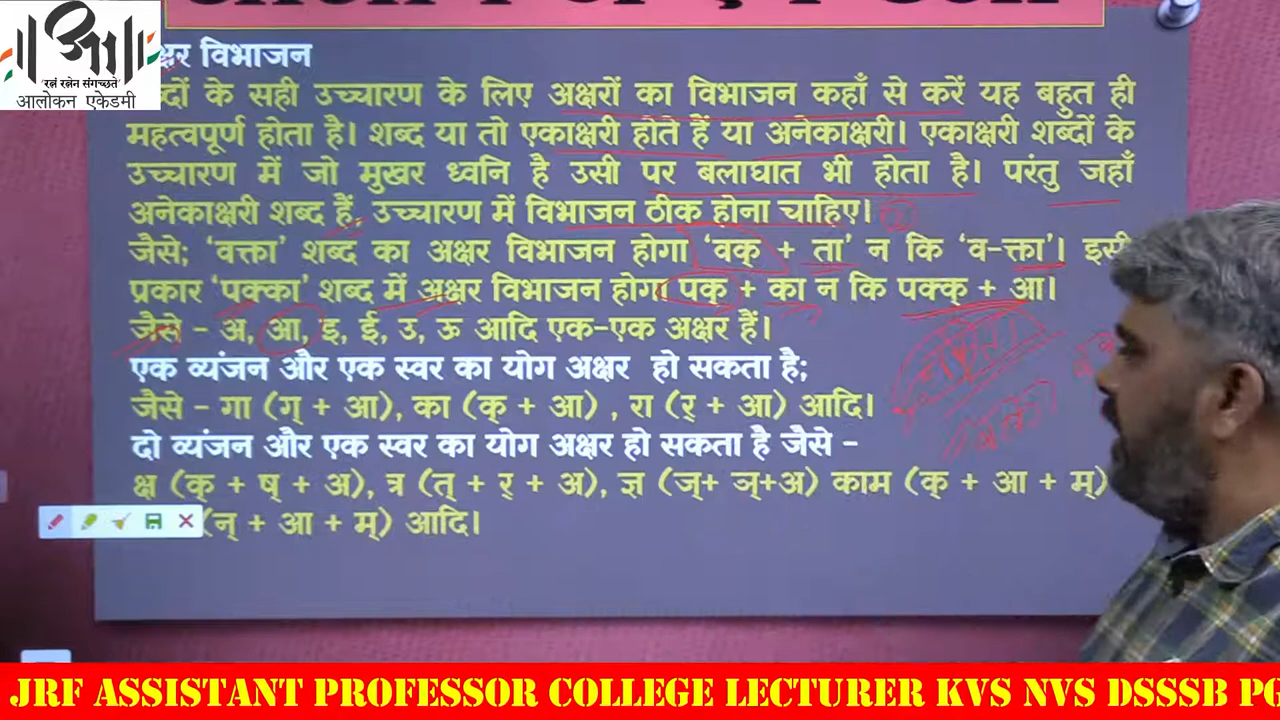 आ
'रत्नं रत्नेन संगच्छते'
आलोकन एकेडमी
विभाजन
के सही उच्चारण के लिए अक्षरों का विभाजन कहाँ से करें यह बहुत ही
महत्वपूर्ण होता है। शब्द या तो एकाक्षरी होते हैं या अनेकाक्षरी। एकाक्षरी शब्दों के
उच्चारण में जो मुखर ध्वनि है उसी पर बलाघात भी होता है। परंतु जहाँ
अनेकाक्षरी शब्द हैं, उच्चारण में विभाजन ठीक होना चाहिए।
जैसे; 'वक्ता' शब्द का अक्षर विभाजन होगा 'वक् + ता' न कि 'व-क्ता'। इसी
प्रकार 'पक्का' शब्द में अक्षर विभाजन होगा पक् + का न कि पक्क् + आ।
जैसे - अ, आ, इ, ई, उ, ऊ आदि एक-एक अक्षर हैं।
एक व्यंजन और एक स्वर का योग अक्षर हो सकता है;
जैसे - गा (ग् + आ), का (क् + आ) , रा (र् + आ) आदि।
दो व्यंजन और एक स्वर का योग अक्षर हो सकता है जैसे -
क्ष (क् + ष् + अ), त्र (त् + र् + अ), ज्ञ (ज्+ ञ्+अ) काम (क् + आ + म्)
(न् + आ + म्) आदि।
JRF ASSISTANT PROFESSOR COLLEGE LECTURER KVS NVS DSSSB